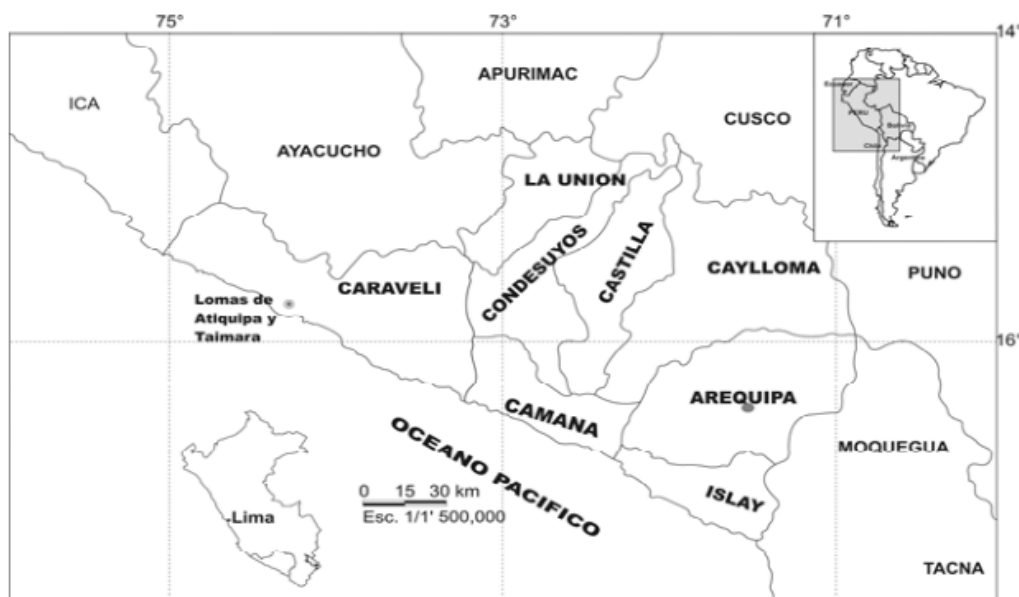 75°
73°
71°
14°
APURIMAC
ICA
CUSCO
AYACUCHO
LA UNION
CONDESUYOS
CASTILLA
CARAVELI
CAYLLOMA
PUNO
Lomas de
Atiquipa y
Taimara
16°
AREQUIPA
CAMANA
OCEANO PACIFICO
MOQUEGUA
ISLAY
0 15 30 km
Esc. 1/1' 500,000
Lima
TACNA
Ecuador
PERU
Bolivia
Chile
Argentina